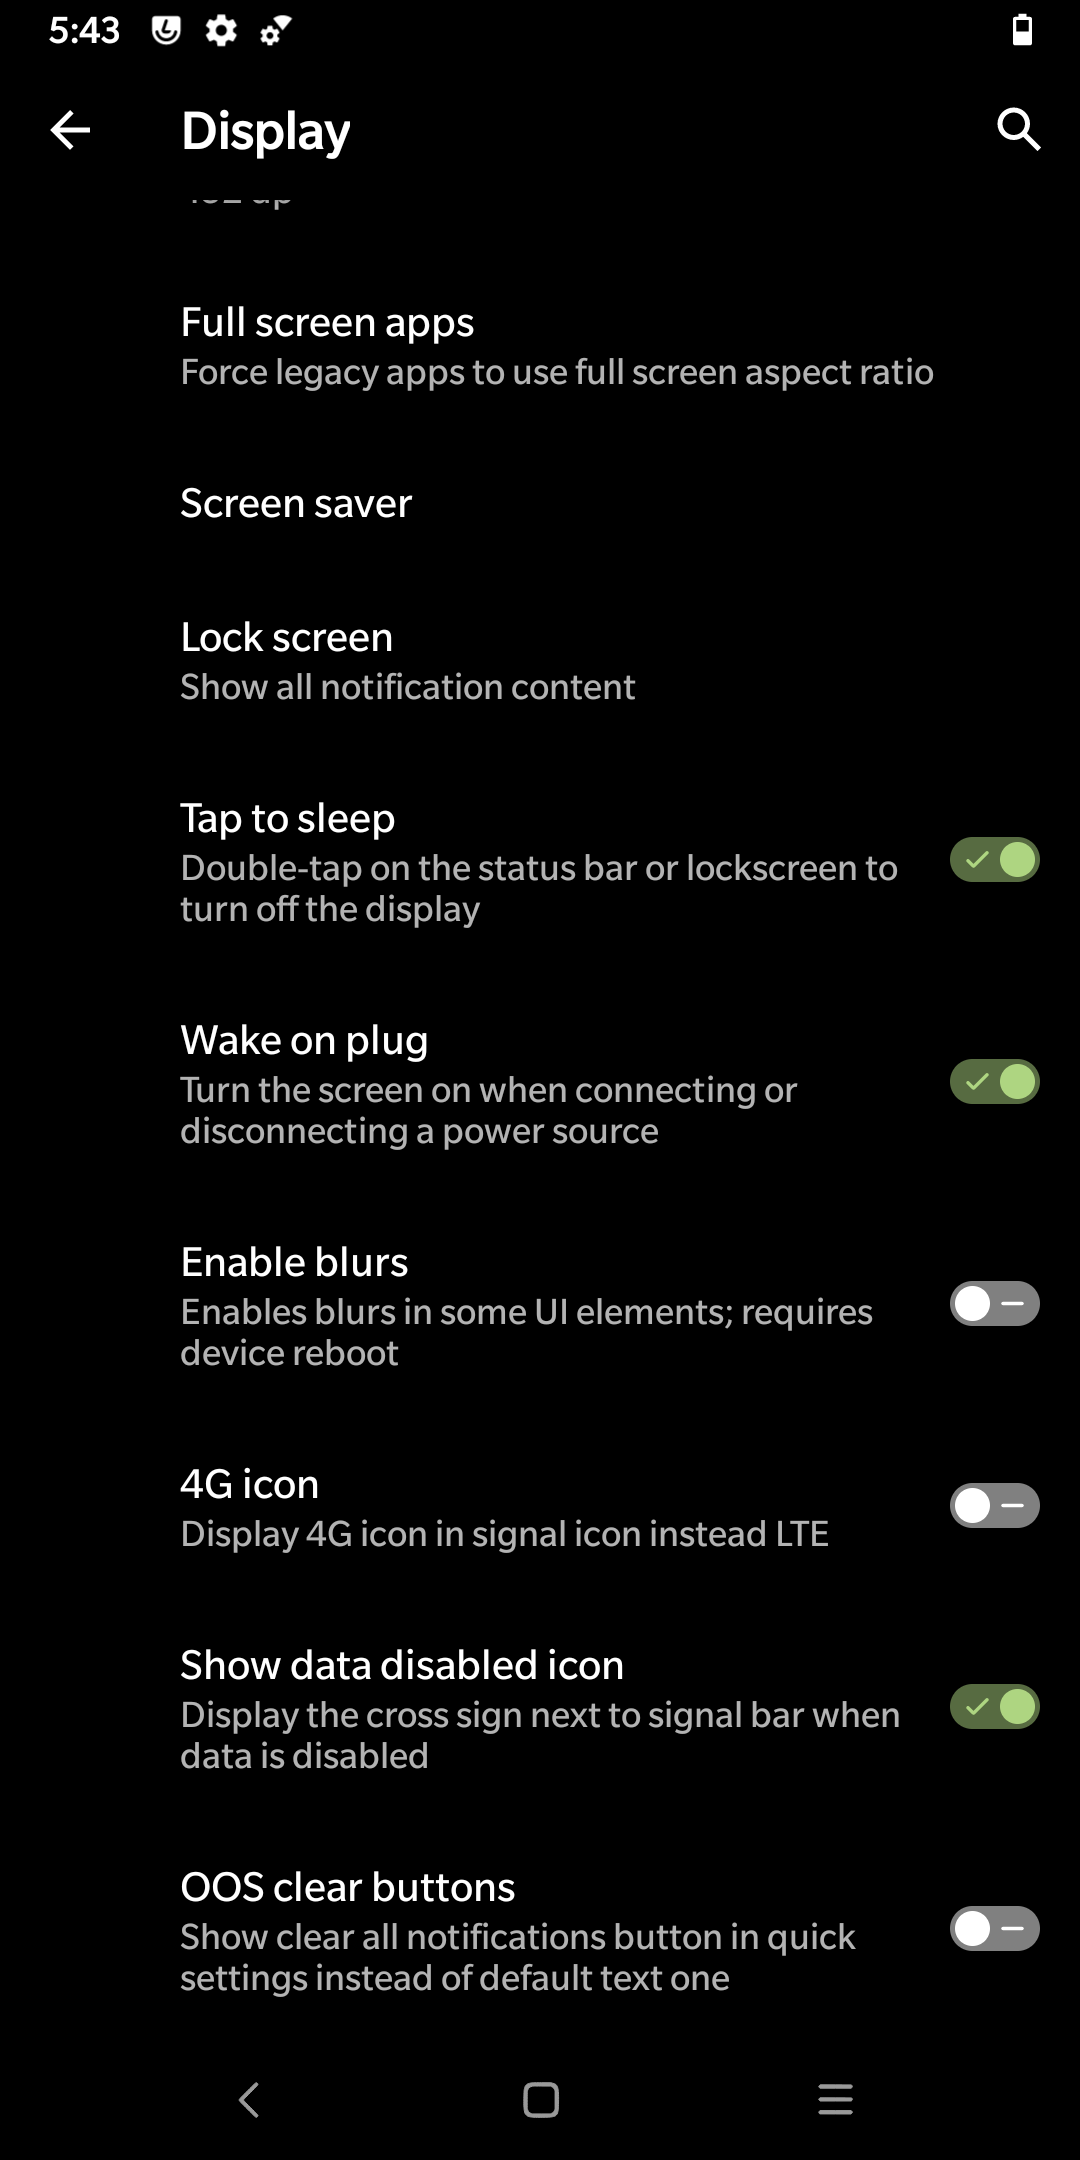 5:43
Display
Full screen apps
Force legacy apps to use full screen aspect ratio
Screen saver
Lock screen
Show all notification content
Tap to sleep
Double-tap on the status bar or lockscreen to
turn off the display
Wake on plug
Turn the screen on when connecting or
disconnecting a power source
Enable blurs
Enables blurs in some UI elements; requires
device reboot
4G icon
Display 4G icon in signal icon instead LTE
Show data disabled icon
Display the cross sign next to signal bar when
data is disabled
OOS clear buttons
Show clear all notifications button in quick
settings instead of default text one